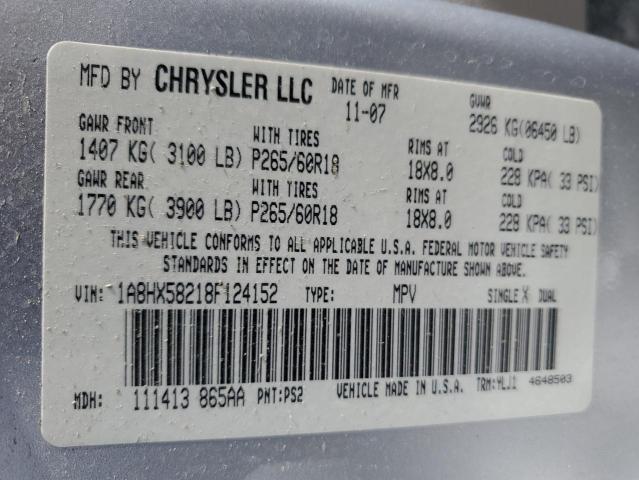 MFD BY CHRYSLER LLC DATE OF MFR 11-07 GVWR 2926 KG(06450 LB)
GAWR FRONT WITH TIRES RIMS AT COLD
1407 KG( 3100 LB) P265/60R18 18X8.0 228 KPA( 33 PSI)
GAWR REAR WITH TIRES RIMS AT COLD
1770 KG( 3900 LB) P265/60R18 18X8.0 228 KPA( 33 PSI)
THIS VEHICLE CONFORMS TO ALL APPLICABLE U.S.A. FEDERAL MOTOR VEHICLE SAFETY
STANDARDS IN EFFECT ON THE DATE OF MANUFACTURE SHOWN ABOVE.
VIN: 1A8HX58218F124152 TYPE: MPV SINGLE X DUAL
MDH: 111413 865AA PNT:PS2 VEHICLE MADE IN U.S.A. TRM:YLJ1 4648503